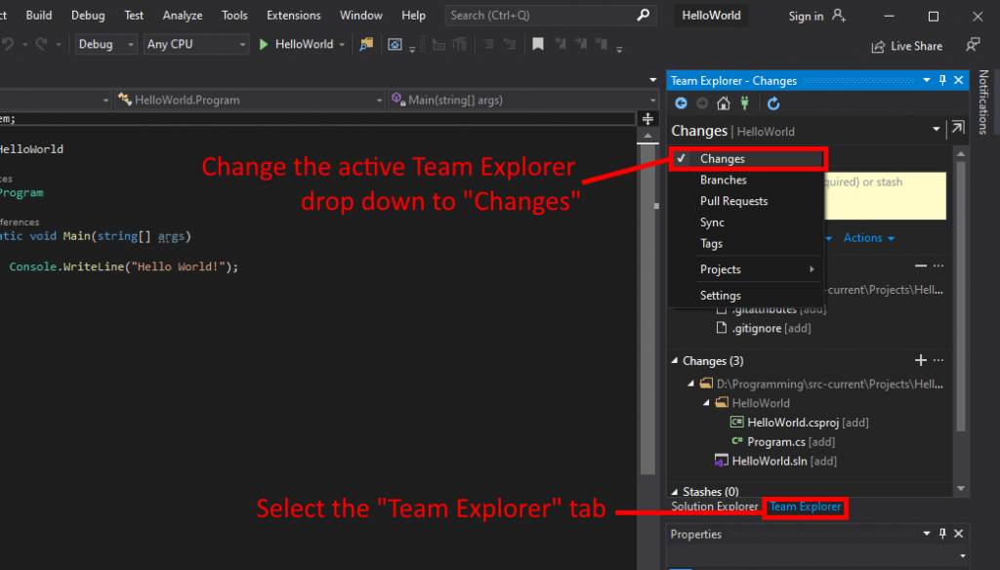 ct Build Debug Test Analyze Tools Extensions Window Help Search (Ctrl+Q) HelloWorld Sign in
Debug Any CPU HelloWorld Live Share
Team Explorer - Changes
Notifications
HelloWorld.Program Main(string[] args)
em;
Changes | HelloWorld
HelloWorld
Changes
Change the active Team Explorer
drop down to "Changes"
ces
Program
Branches
quired) or stash
Pull Requests
ferences
atic void Main(string[] args)
Sync
Actions
Tags
Console.WriteLine("Hello World!");
Projects
-current\Projects\Hell...
Settings
.gitattributes [add]
.gitignore [add]
Changes (3)
D:\Programming\src-current\Projects\Hell...
HelloWorld
C# HelloWorld.csproj [add]
C# Program.cs [add]
HelloWorld.sln [add]
Stashes (0)
Select the "Team Explorer" tab
Solution Explorer Team Explorer
Properties